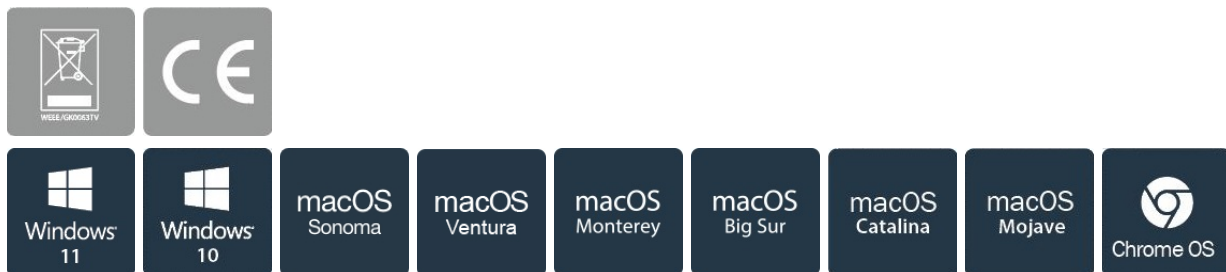 WEEE/GK0083TV
CE
Windows
11
Windows
10
macOS
Sonoma
macOS
Ventura
macOS
Monterey
macOS
Big Sur
macOS
Catalina
macOS
Mojave
Chrome OS